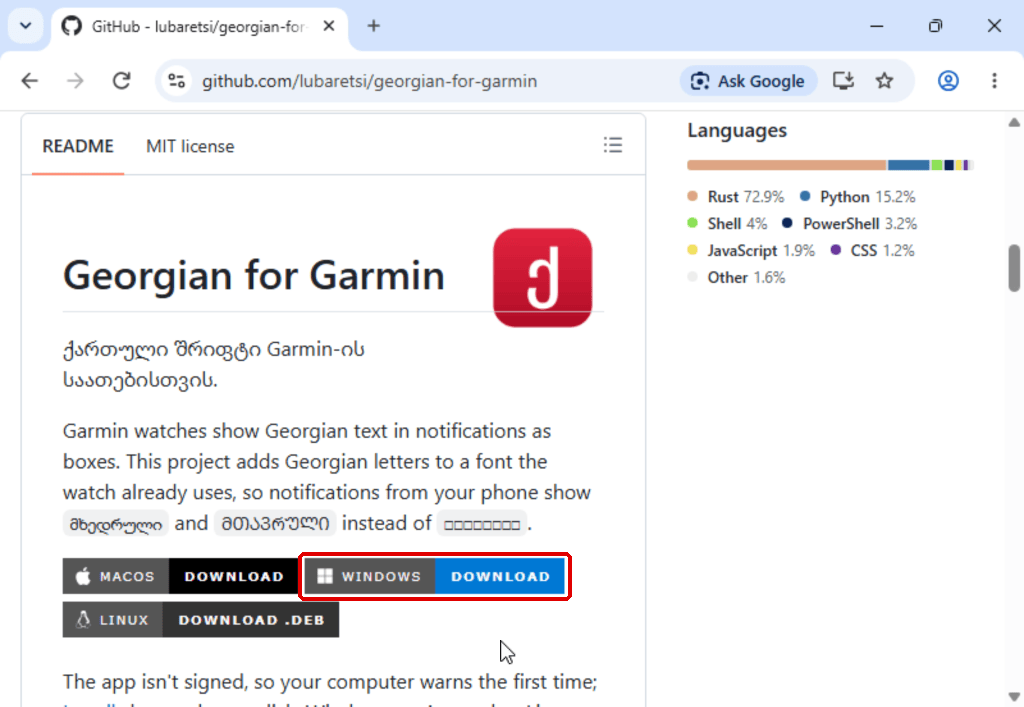 GitHub - lubaretsi/georgian-for-
github.com/lubaretsi/georgian-for-garmin
Ask Google
README
MIT license
Georgian for Garmin
ქ
ქართული შრიფტი Garmin-ის
საათებისთვის.
Garmin watches show Georgian text in notifications as
boxes. This project adds Georgian letters to a font the
watch already uses, so notifications from your phone show
მხედრული and ᲛᲗᲐᲕᲠᲣᲚᲘ instead of □□□□□□□□.
MACOS DOWNLOAD
WINDOWS DOWNLOAD
LINUX DOWNLOAD .DEB
The app isn't signed, so your computer warns the first time;
Languages
Rust 72.9%
Python 15.2%
Shell 4%
PowerShell 3.2%
JavaScript 1.9%
CSS 1.2%
Other 1.6%